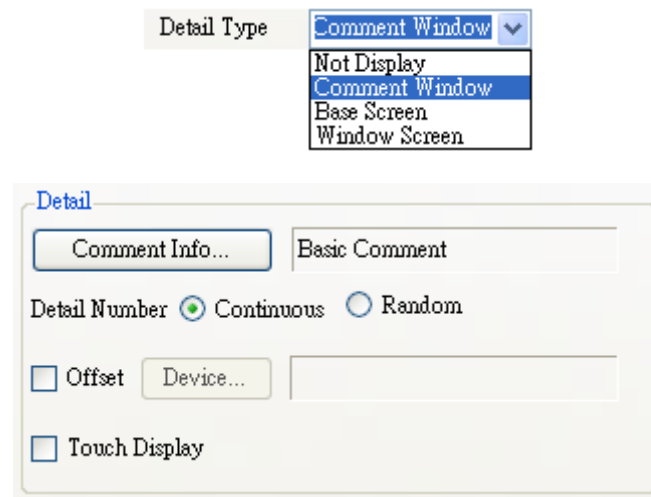 Detail Type Comment Window
Not Display
Comment Window
Base Screen
Window Screen
Detail
Comment Info... Basic Comment
Detail Number Continuous Random
Offset Device...
Touch Display